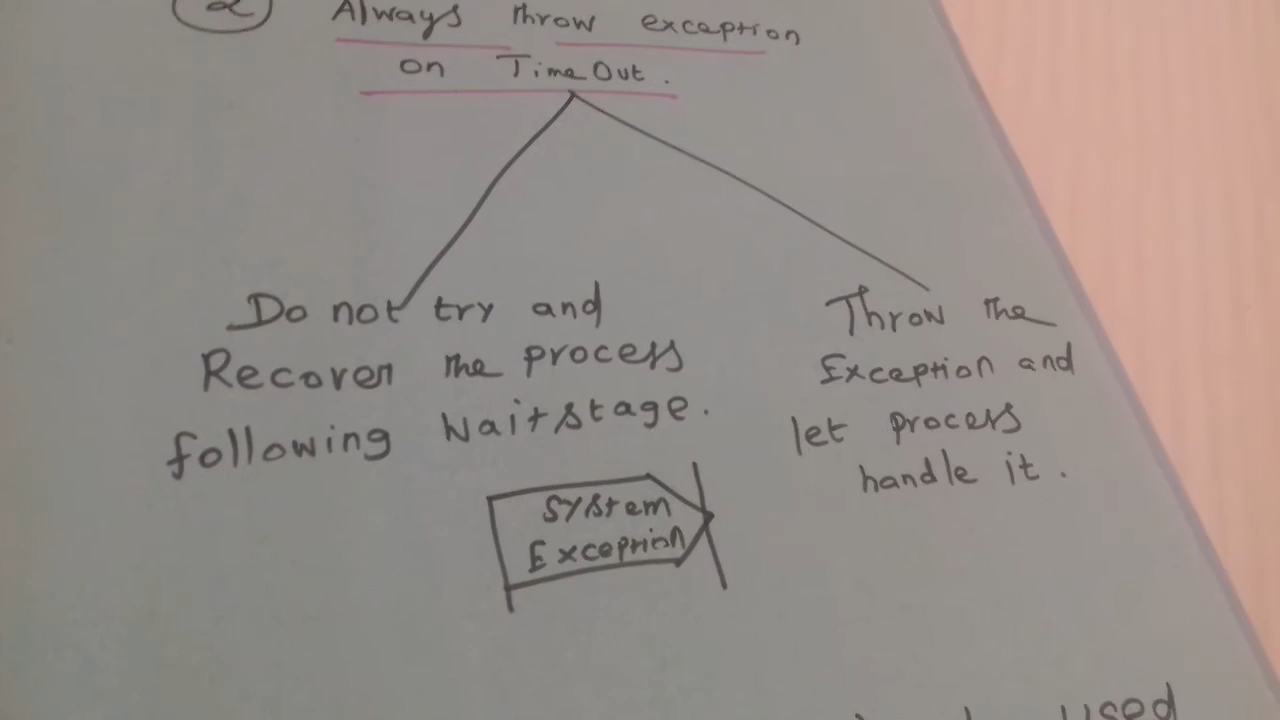 2
Always throw exception
on TimeOut.
Do not try and
Recover the process
following Waitstage.
Throw the
Exception and
let process
handle it.
System
Exception
used